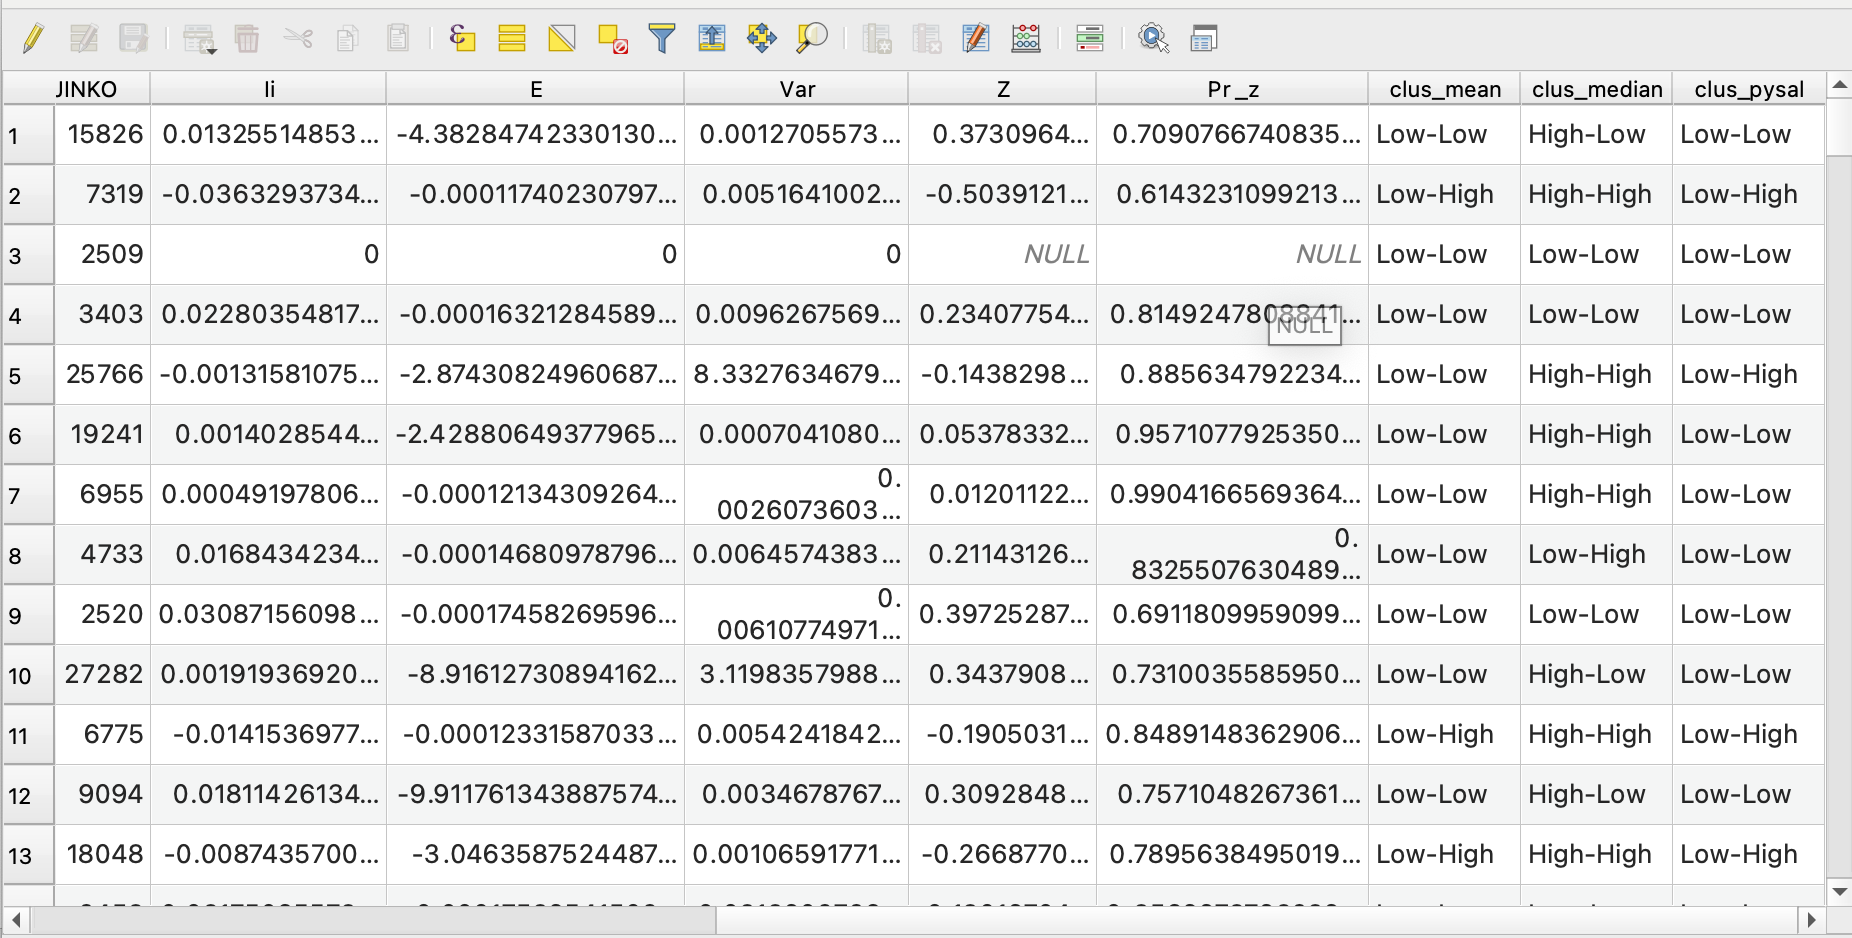 JINKO Ii E Var Z Pr_z clus_mean clus_median clus_pysal
1 15826 0.01325514853... -4.38284742330130... 0.0012705573... 0.3730964... 0.7090766740835... Low-Low High-Low Low-Low
2 7319 -0.0363293734... -0.00011740230797... 0.0051641002... -0.5039121... 0.6143231099213... Low-High High-High Low-High
3 2509 0 0 0 NULL NULL Low-Low Low-Low Low-Low
4 3403 0.02280354817... -0.00016321284589... 0.0096267569... 0.23407754... 0.8149247808841... Low-Low Low-Low Low-Low
NULL
5 25766 -0.00131581075... -2.87430824960687... 8.3327634679... -0.1438298... 0.885634792234... Low-Low High-High Low-High
6 19241 0.0014028544... -2.42880649377965... 0.0007041080... 0.05378332... 0.9571077925350... Low-Low High-High Low-Low
7 6955 0.00049197806... -0.00012134309264... 0.
0026073603... 0.01201122... 0.9904166569364... Low-Low High-High Low-Low
8 4733 0.0168434234... -0.00014680978796... 0.0064574383... 0.21143126... 0.
8325507630489... Low-Low Low-High Low-Low
9 2520 0.03087156098... -0.00017458269596... 0.
00610774971... 0.39725287... 0.6911809959099... Low-Low Low-Low Low-Low
10 27282 0.00191936920... -8.91612730894162... 3.1198357988... 0.3437908... 0.7310035585950... Low-Low High-Low Low-Low
11 6775 -0.0141536977... -0.00012331587033... 0.0054241842... -0.1905031... 0.8489148362906... Low-High High-High Low-High
12 9094 0.01811426134... -9.911761343887574... 0.0034678767... 0.3092848... 0.7571048267361... Low-Low High-Low Low-Low
13 18048 -0.0087435700... -3.0463587524487... 0.00106591771... -0.2668770... 0.7895638495019... Low-High High-High Low-High